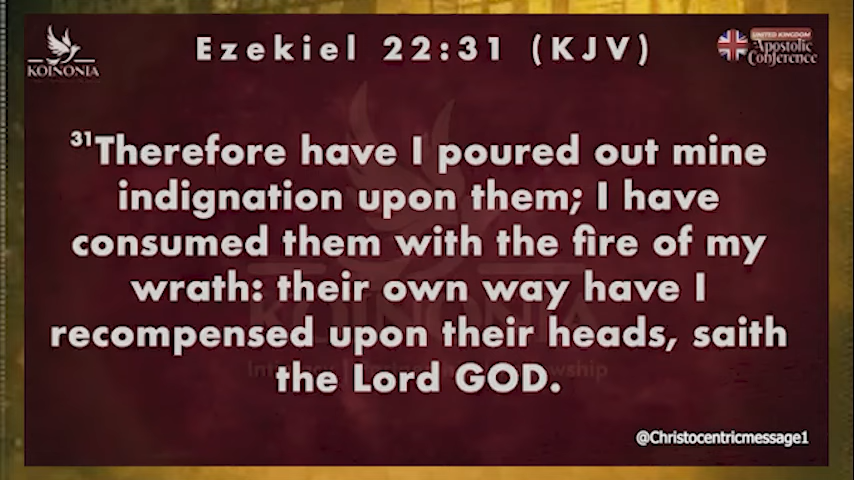 KOINONIA
Ezekiel 22:31 (KJV)
UNITED KINGDOM
Apostolic
Conference
31Therefore have I poured out mine
indignation upon them; I have
consumed them with the fire of my
wrath: their own way have I
recompensed upon their heads, saith
the Lord GOD.
@Christocentricmessage1